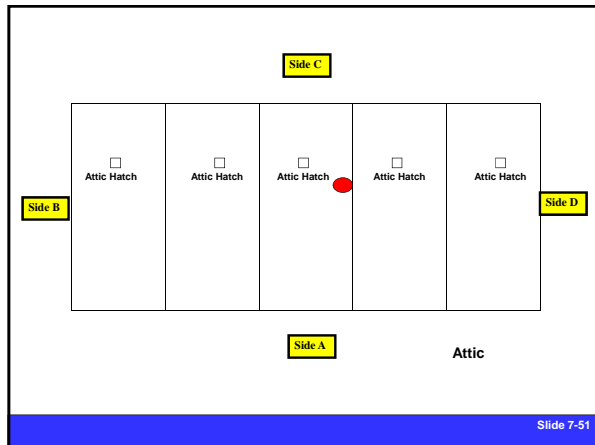 Side C
Attic Hatch
Attic Hatch
Attic Hatch
Attic Hatch
Attic Hatch
Side B
Side D
Side A
Attic
Slide 7-51